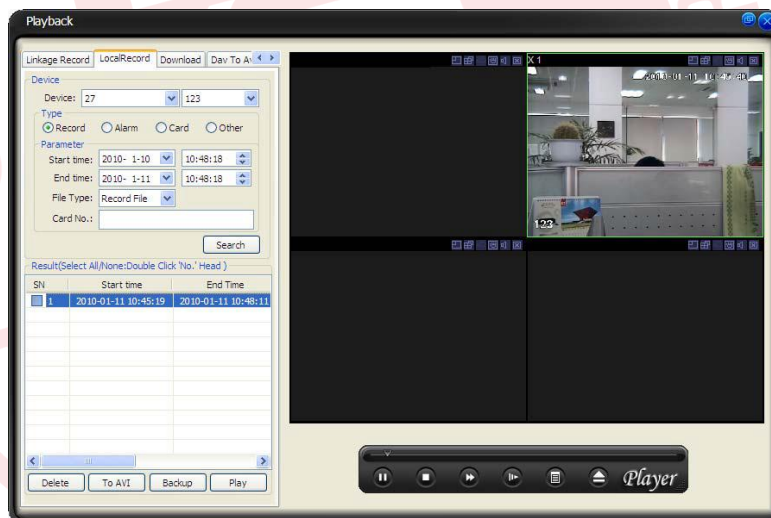 Playback
Linkage Record LocalRecord Download Dav To A
Device
Device: 27 123
Type
Record Alarm Card Other
Parameter
Start time: 2010- 1-10 10:48:18
End time: 2010- 1-11 10:48:18
File Type: Record File
Card No.:
Search
Result(Select All/None:Double Click 'No.' Head )
SN Start time End Time
1 2010-01-11 10:45:19 2010-01-11 10:48:11
Delete To AVI Backup Play
X 1
123
Player